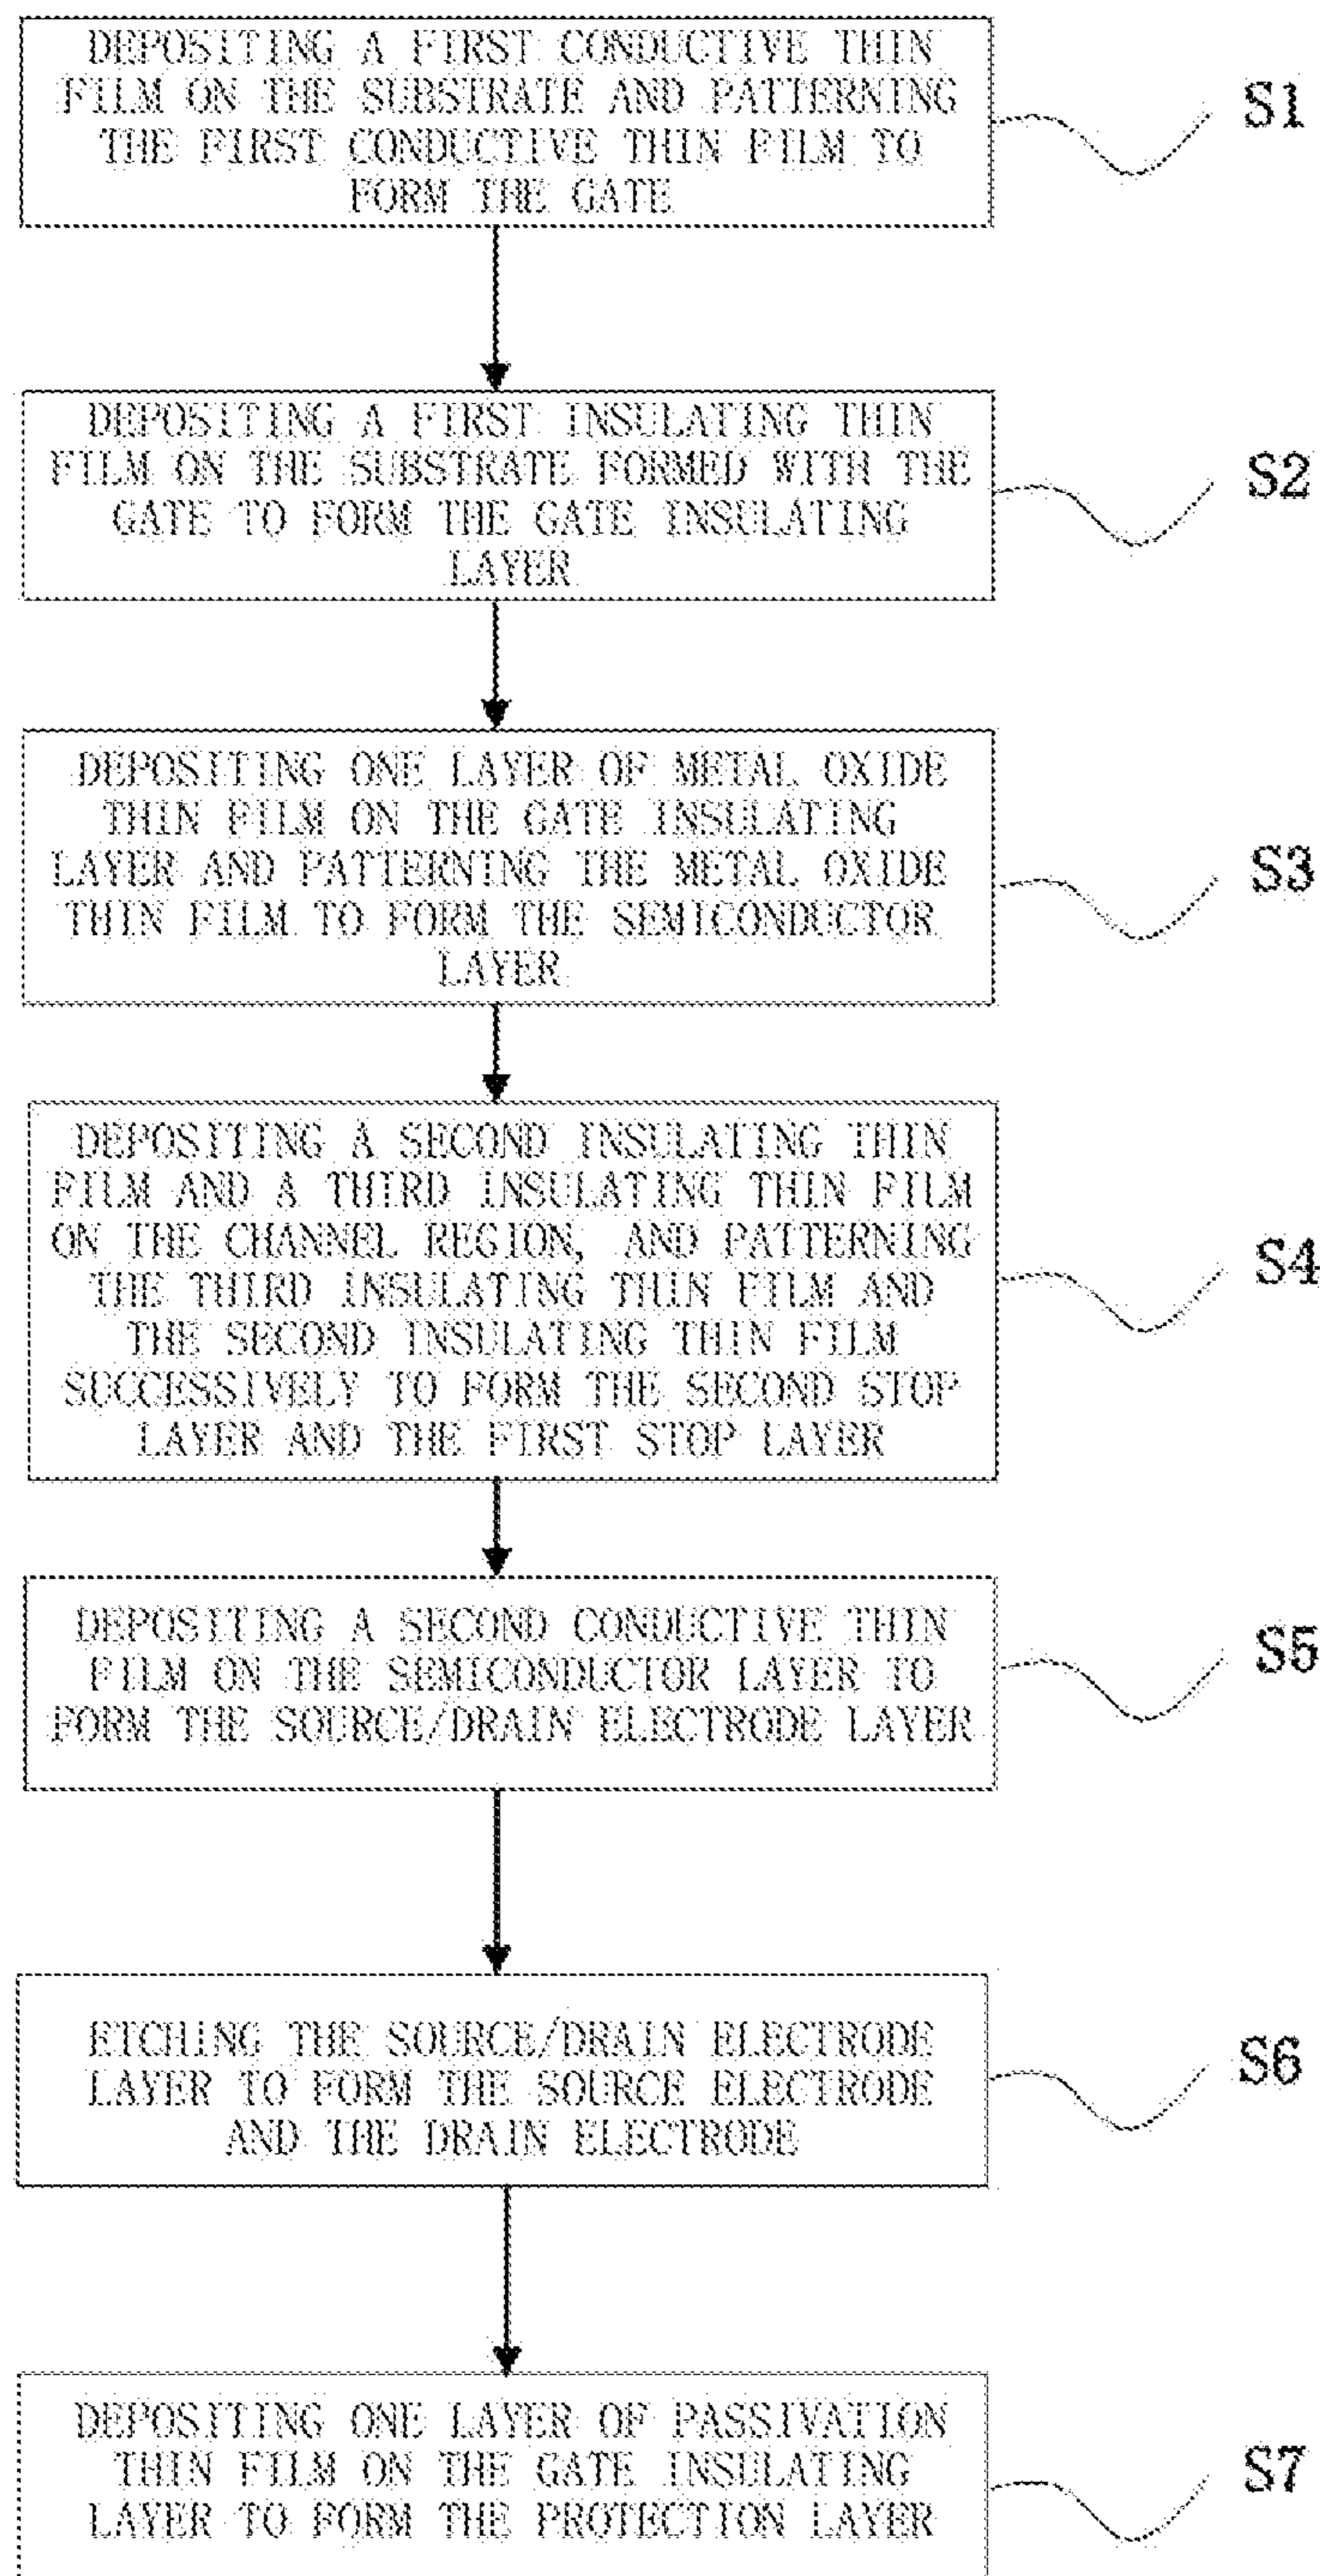 DEPOSITING A FIRST CONDUCTIVE THIN
FILM ON THE SUBSTRATE AND PATTERNING
THE FIRST CONDUCTIVE THIN FILM TO
FORM THE GATE
S1
DEPOSITING A FIRST INSULATING THIN
FILM ON THE SUBSTRATE FORMED WITH THE
GATE TO FORM THE GATE INSULATING
LAYER
S2
DEPOSITING ONE LAYER OF METAL OXIDE
THIN FILM ON THE GATE INSULATING
LAYER AND PATTERNING THE METAL OXIDE
THIN FILM TO FORM THE SEMICONDUCTOR
LAYER
S3
DEPOSITING A SECOND INSULATING THIN
FILM AND A THIRD INSULATING THIN FILM
ON THE CHANNEL REGION, AND PATTERNING
THE THIRD INSULATING THIN FILM AND
THE SECOND INSULATING THIN FILM
SUCCESSIVELY TO FORM THE SECOND STOP
LAYER AND THE FIRST STOP LAYER
S4
DEPOSITING A SECOND CONDUCTIVE THIN
FILM ON THE SEMICONDUCTOR LAYER TO
FORM THE SOURCE/DRAIN ELECTRODE LAYER
S5
ETCHING THE SOURCE/DRAIN ELECTRODE
LAYER TO FORM THE SOURCE ELECTRODE
AND THE DRAIN ELECTRODE
S6
DEPOSITING ONE LAYER OF PASSIVATION
THIN FILM ON THE GATE INSULATING
LAYER TO FORM THE PROTECTION LAYER
S7